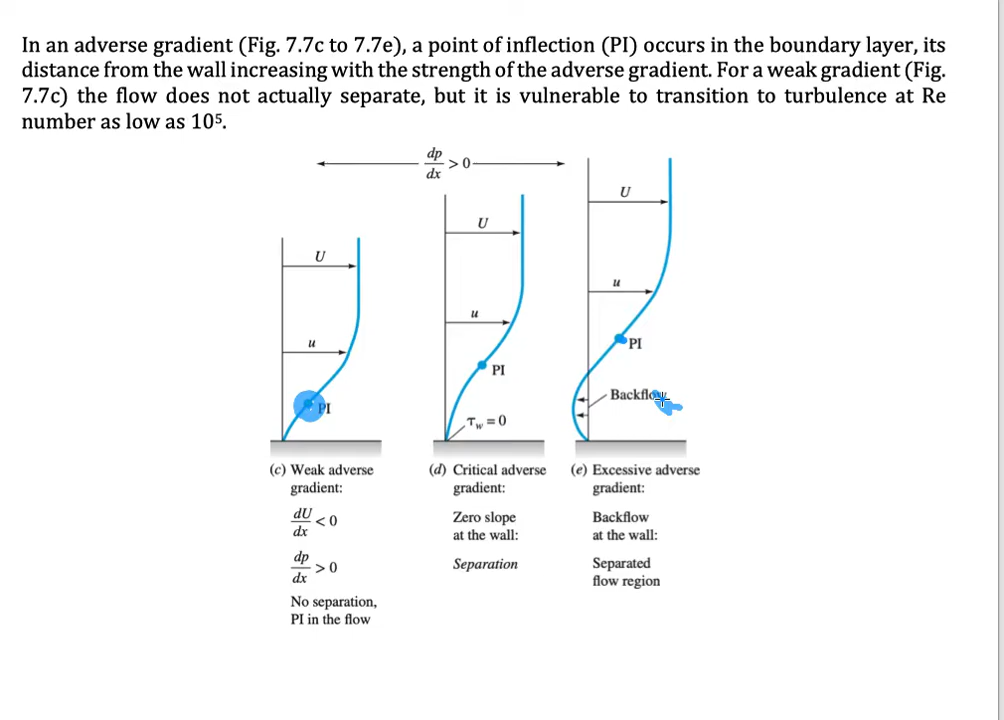 In an adverse gradient (Fig. 7.7c to 7.7e), a point of inflection (PI) occurs in the boundary layer, its
distance from the wall increasing with the strength of the adverse gradient. For a weak gradient (Fig.
7.7c) the flow does not actually separate, but it is vulnerable to transition to turbulence at Re
number as low as 10⁵.
dp/dx > 0
U
u
PI
(c) Weak adverse
gradient:
dU/dx < 0
dp/dx > 0
No separation,
PI in the flow
U
u
PI
τw = 0
(d) Critical adverse
gradient:
Zero slope
at the wall:
Separation
U
u
PI
Backflow
(e) Excessive adverse
gradient:
Backflow
at the wall:
Separated
flow region